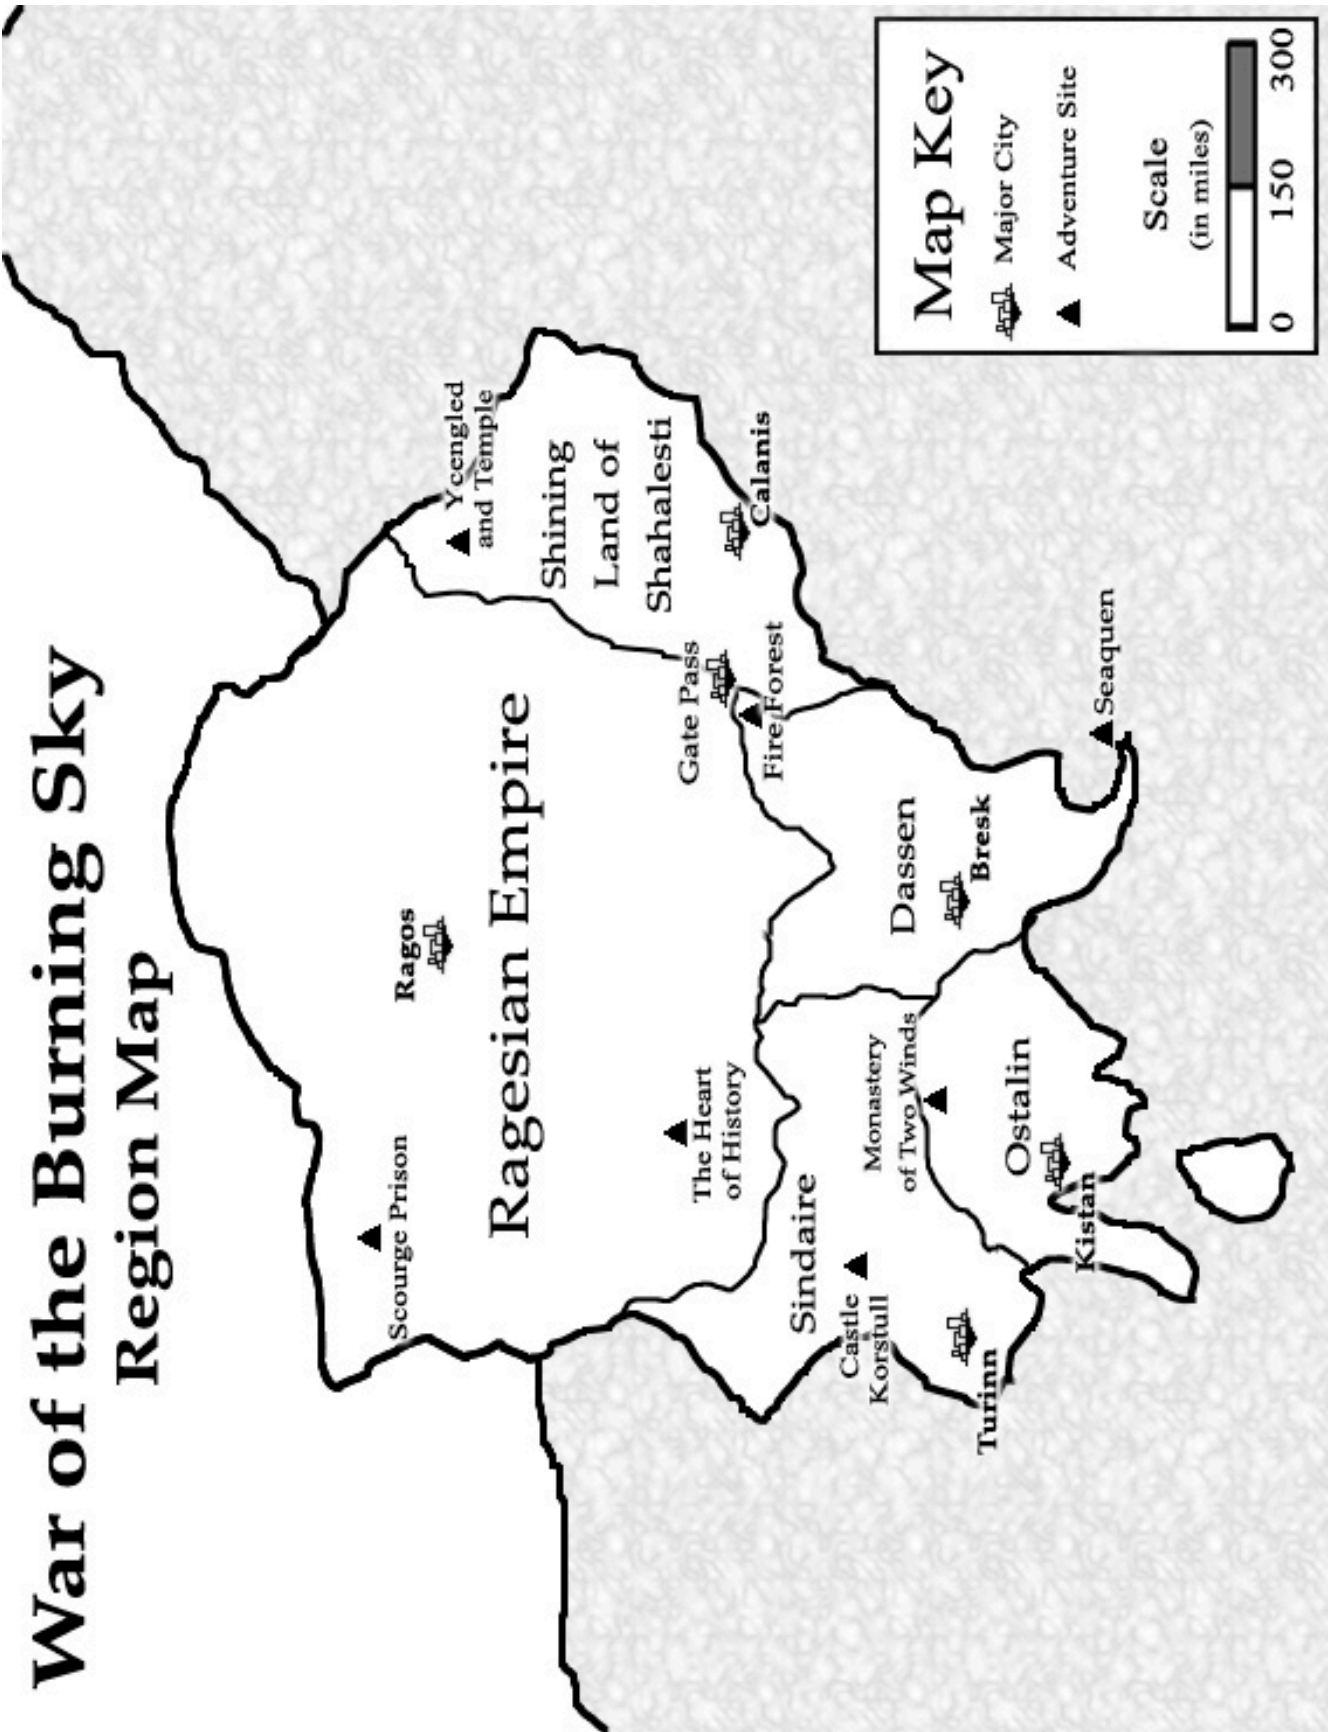 War of the Burning Sky
Region Map
Scourge Prison
Ragos
Ycengled
and Temple
Ragesian Empire
Shining
Land of
Shahalesti
The Heart
of History
Gate Pass
Calanis
Fire Forest
Sindaire
Castle
Korstull
Monastery
of Two Winds
Dassen
Bresk
Turinn
Ostalin
Kistan
Seaquen
Map Key
Major City
Adventure Site
Scale
(in miles)
0 150 300